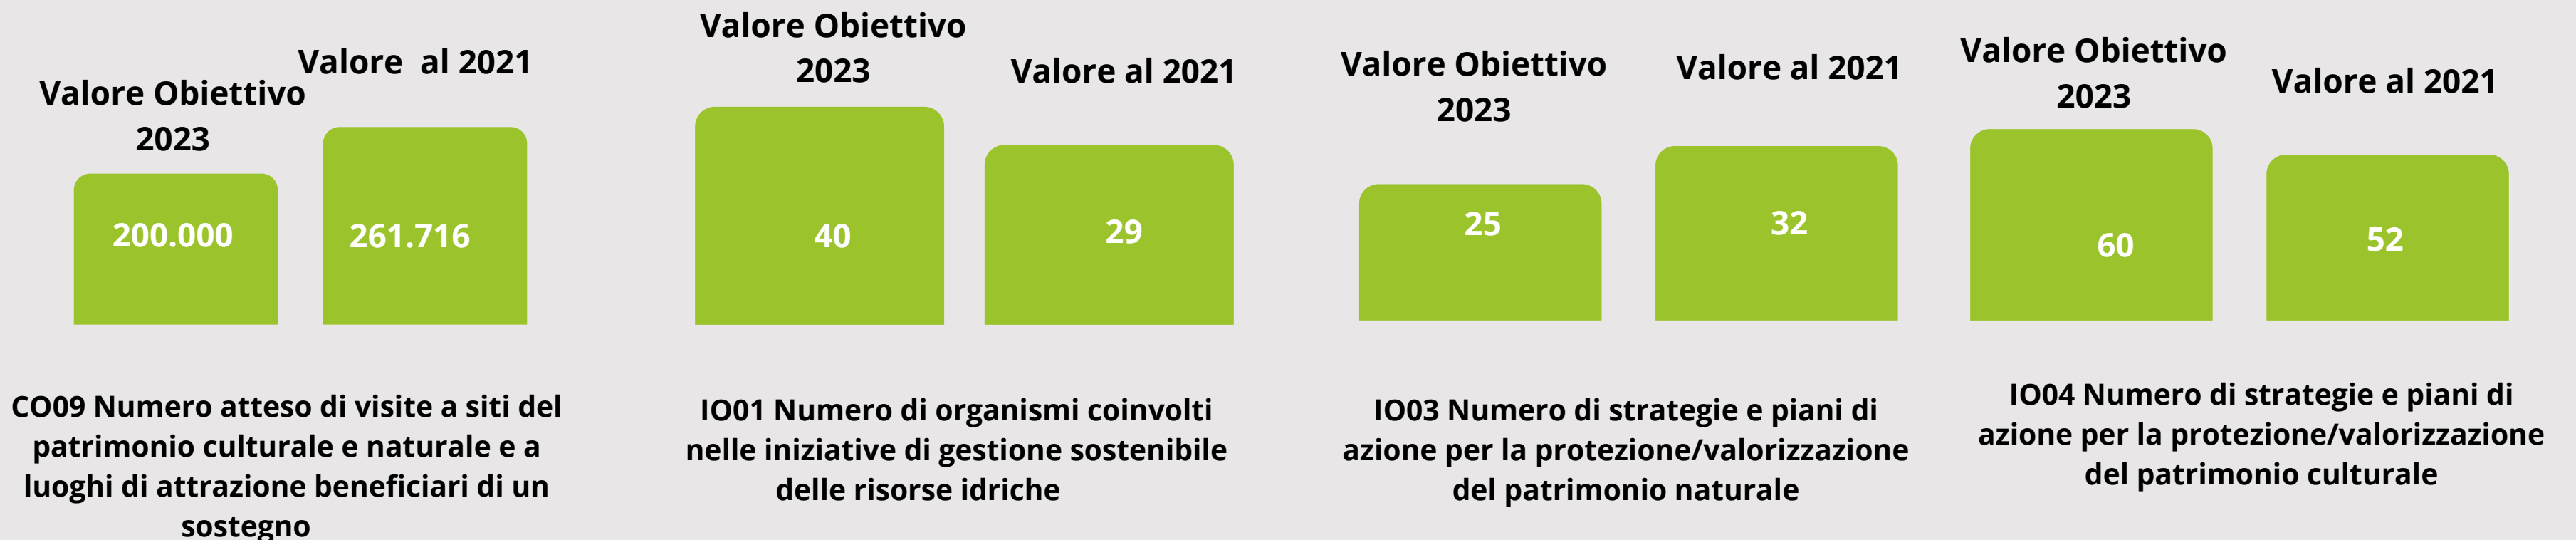 Valore Obiettivo
2023
Valore al 2021
200.000
261.716
CO09 Numero atteso di visite a siti del
patrimonio culturale e naturale e a
luoghi di attrazione beneficiari di un
sostegno
Valore Obiettivo
2023
Valore al 2021
40
29
IO01 Numero di organismi coinvolti
nelle iniziative di gestione sostenibile
delle risorse idriche
Valore Obiettivo
2023
Valore al 2021
25
32
IO03 Numero di strategie e piani di
azione per la protezione/valorizzazione
del patrimonio naturale
Valore Obiettivo
2023
Valore al 2021
60
52
IO04 Numero di strategie e piani di
azione per la protezione/valorizzazione
del patrimonio culturale